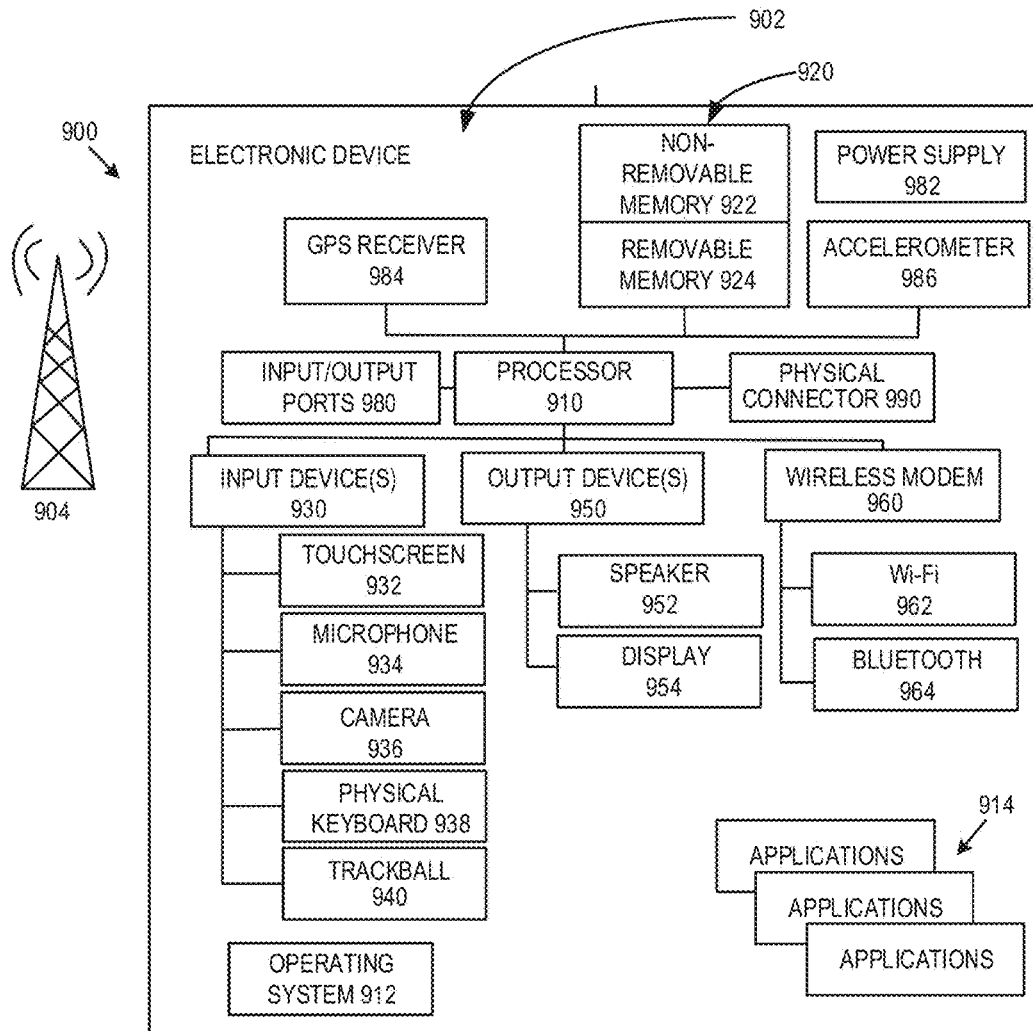 902
920
900
ELECTRONIC DEVICE
NON-
REMOVABLE
MEMORY 922
POWER SUPPLY
982
GPS RECEIVER
984
REMOVABLE
MEMORY 924
ACCELEROMETER
986
INPUT/OUTPUT
PORTS 980
PROCESSOR
910
PHYSICAL
CONNECTOR 990
904
INPUT DEVICE(S)
930
OUTPUT DEVICE(S)
950
WIRELESS MODEM
960
TOUCHSCREEN
932
MICROPHONE
934
CAMERA
936
PHYSICAL
KEYBOARD 938
TRACKBALL
940
SPEAKER
952
DISPLAY
954
Wi-Fi
962
BLUETOOTH
964
914
APPLICATIONS
APPLICATIONS
APPLICATIONS
OPERATING
SYSTEM 912